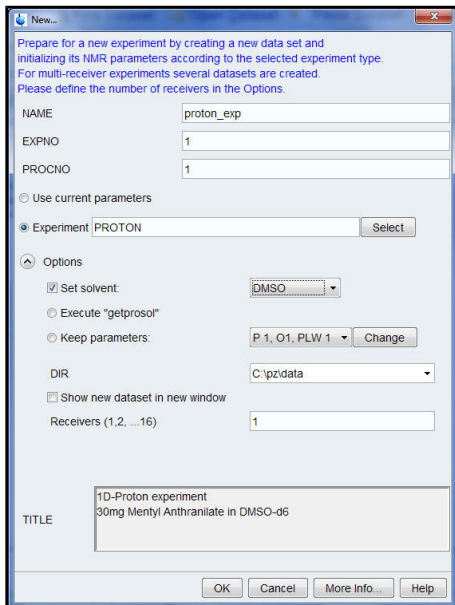 New...
Prepare for a new experiment by creating a new data set and
initializing its NMR parameters according to the selected experiment type.
For multi-receiver experiments several datasets are created.
Please define the number of receivers in the Options.
NAME proton_exp
EXPNO 1
PROCNO 1
Use current parameters
Experiment PROTON Select
Options
Set solvent: DMSO
Execute "getprosol"
Keep parameters: P 1, O1, PLW 1 Change
DIR C:\pz\data
Show new dataset in new window
Receivers (1,2, ...16) 1
1D-Proton experiment
30mg Mentyl Anthranilate in DMSO-d6
TITLE
OK Cancel More Info... Help